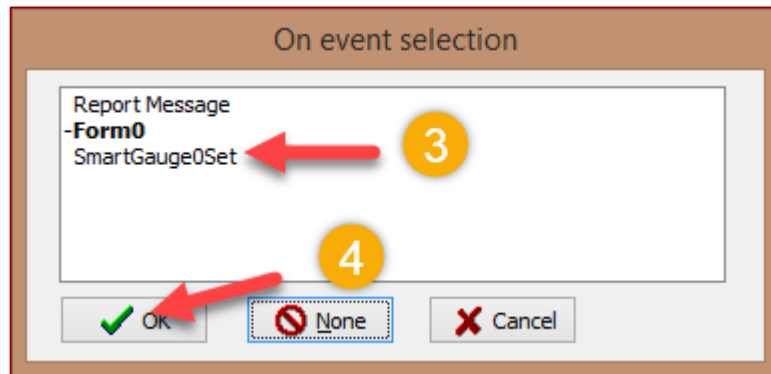 On event selection
Report Message
-Form0
SmartGauge0Set
3
4
OK
None
Cancel